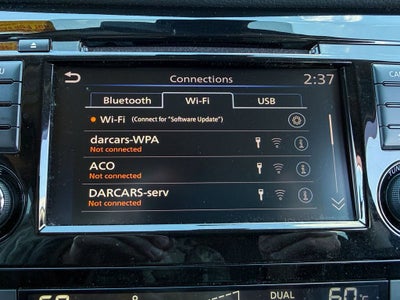 Connections 2:37
Bluetooth Wi-Fi USB
Wi-Fi (Connect for "Software Update")
darcars-WPA
Not connected
ACO
Not connected
DARCARS-serv
Not connected
DUAL